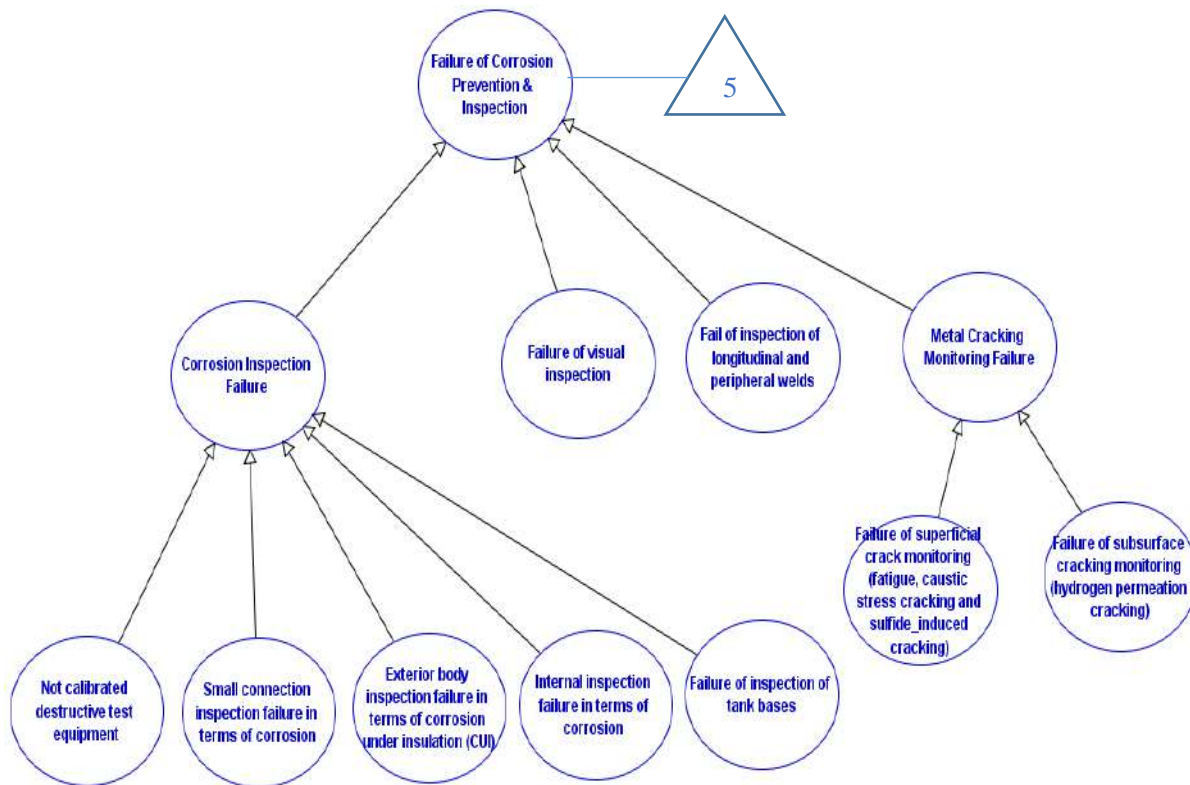 Failure of Corrosion
Prevention &
Inspection
5
Corrosion Inspection
Failure
Failure of visual
inspection
Fail of inspection of
longitudinal and
peripheral welds
Metal Cracking
Monitoring Failure
Not calibrated
destructive test
equipment
Small connection
inspection failure in
terms of corrosion
Exterior body
inspection failure in
terms of corrosion
under insulation (CUI)
Internal inspection
failure in terms of
corrosion
Failure of inspection of
tank bases
Failure of superficial
crack monitoring
(fatigue, caustic
stress cracking and
sulfide_induced
cracking)
Failure of subsurface
cracking monitoring
(hydrogen permeation
cracking)